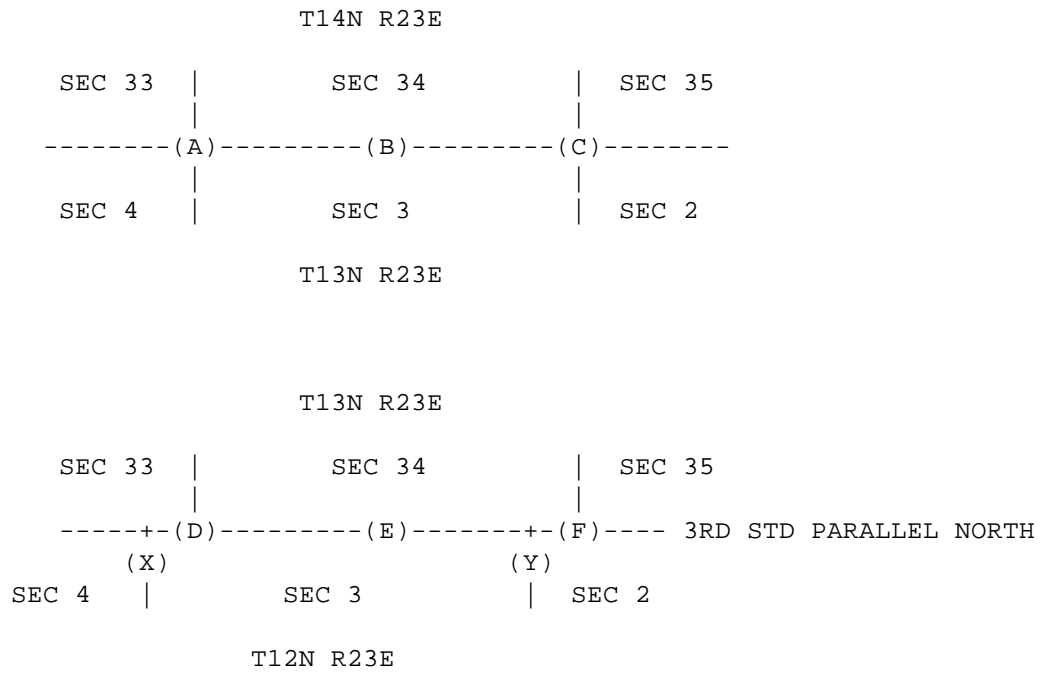 T14N R23E
SEC 33 | SEC 34 | SEC 35
| |
--------(A)---------(B)---------(C)--------
| |
SEC 4 | SEC 3 | SEC 2
T13N R23E
T13N R23E
SEC 33 | SEC 34 | SEC 35
| |
-----+-(D)---------(E)-------+-(F)---- 3RD STD PARALLEL NORTH
(X) (Y)
SEC 4 | SEC 3 | SEC 2
T12N R23E